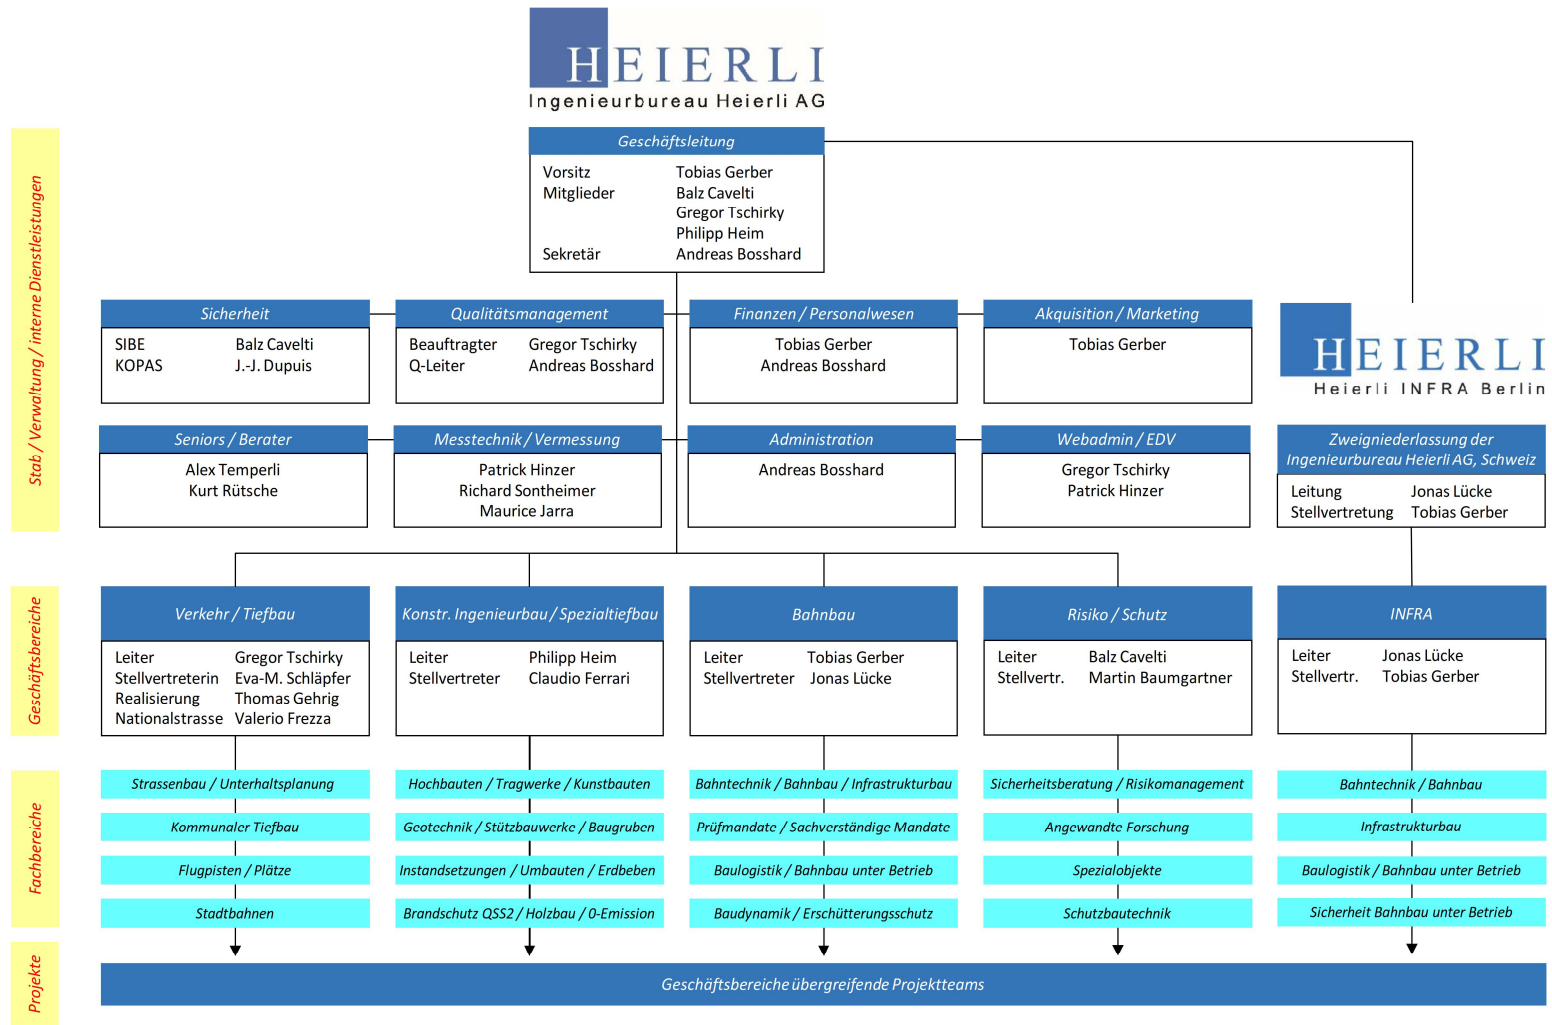 HEIERLI
Ingenieurbureau Heierli AG
Stab / Verwaltung / interne Dienstleistungen
Geschäftsleitung
Vorsitz Tobias Gerber
Mitglieder Balz Cavelti
Gregor Tschirky
Philipp Heim
Sekretär Andreas Bosshard
Sicherheit
SIBE Balz Cavelti
KOPAS J.-J. Dupuis
Qualitätsmanagement
Beauftragter Gregor Tschirky
Q-Leiter Andreas Bosshard
Finanzen / Personalwesen
Tobias Gerber
Andreas Bosshard
Akquisition / Marketing
Tobias Gerber
HEIERLI
Heierli INFRA Berlin
Seniors / Berater
Alex Temperli
Kurt Rütsche
Messtechnik / Vermessung
Patrick Hinzer
Richard Sontheimer
Maurice Jarra
Administration
Andreas Bosshard
Webadmin / EDV
Gregor Tschirky
Patrick Hinzer
Zweigniederlassung der
Ingenieurbureau Heierli AG, Schweiz
Leitung Jonas Lücke
Stellvertretung Tobias Gerber
Geschäftsbereiche
Verkehr / Tiefbau
Leiter Gregor Tschirky
Stellvertreterin Eva-M. Schläpfer
Realisierung Thomas Gehrig
Nationalstrasse Valerio Frezza
Konstr. Ingenieurbau / Spezialtiefbau
Leiter Philipp Heim
Stellvertreter Claudio Ferrari
Bahnbau
Leiter Tobias Gerber
Stellvertreter Jonas Lücke
Risiko / Schutz
Leiter Balz Cavelti
Stellvertr. Martin Baumgartner
INFRA
Leiter Jonas Lücke
Stellvertr. Tobias Gerber
Fachbereiche
Strassenbau / Unterhaltsplanung
Kommunaler Tiefbau
Flugpisten / Plätze
Stadtbahnen
Hochbauten / Tragwerke / Kunstbauten
Geotechnik / Stützbauwerke / Baugruben
Instandsetzungen / Umbauten / Erdbeben
Brandschutz QSS2 / Holzbau / 0-Emission
Bahntechnik / Bahnbau / Infrastrukturbau
Prüfmandate / Sachverständige Mandate
Baulogistik / Bahnbau unter Betrieb
Baudynamik / Erschütterungsschutz
Sicherheitsberatung / Risikomanagement
Angewandte Forschung
Spezialobjekte
Schutzbautechnik
Bahntechnik / Bahnbau
Infrastrukturbau
Baulogistik / Bahnbau unter Betrieb
Sicherheit Bahnbau unter Betrieb
Projekte
Geschäftsbereiche übergreifende Projektteams